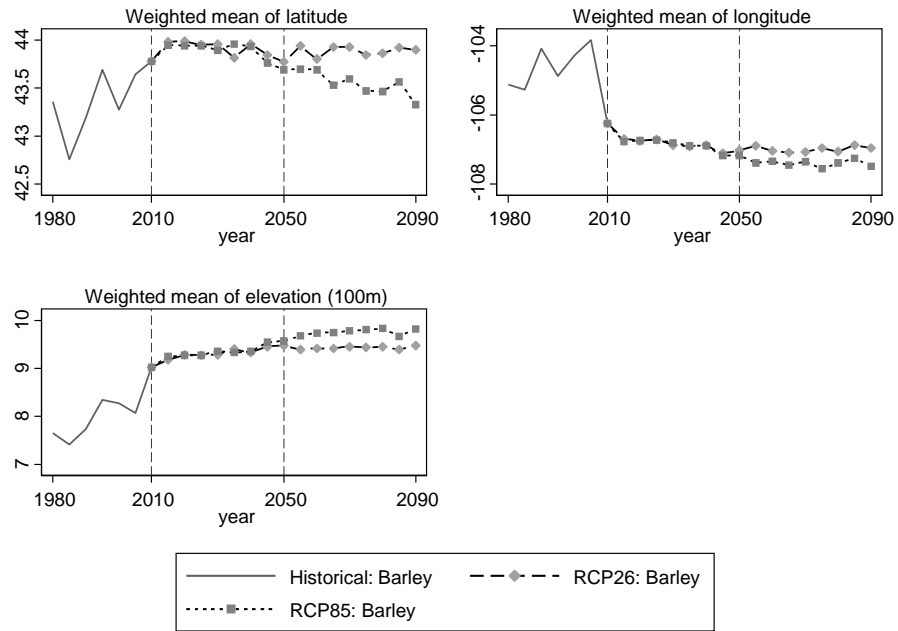 Weighted mean of latitude
44
43.5
43
42.5
1980 2010 2050 2090
year
Weighted mean of longitude
-104
-106
-108
1980 2010 2050 2090
year
Weighted mean of elevation (100m)
10
9
8
7
1980 2010 2050 2090
year
Historical: Barley
RCP26: Barley
RCP85: Barley